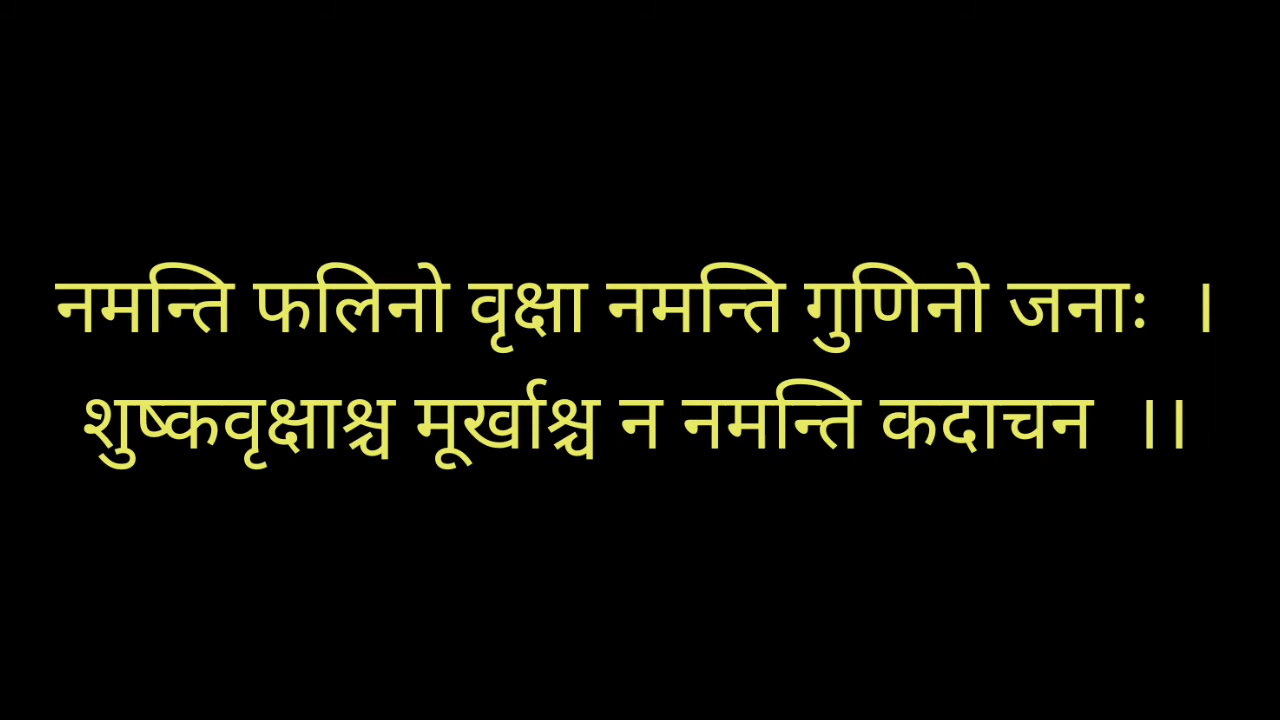 नमन्ति फलिनो वृक्षा नमन्ति गुणिनो जनाः ।
शुष्कवृक्षाश्च मूर्खाश्च न नमन्ति कदाचन ।।